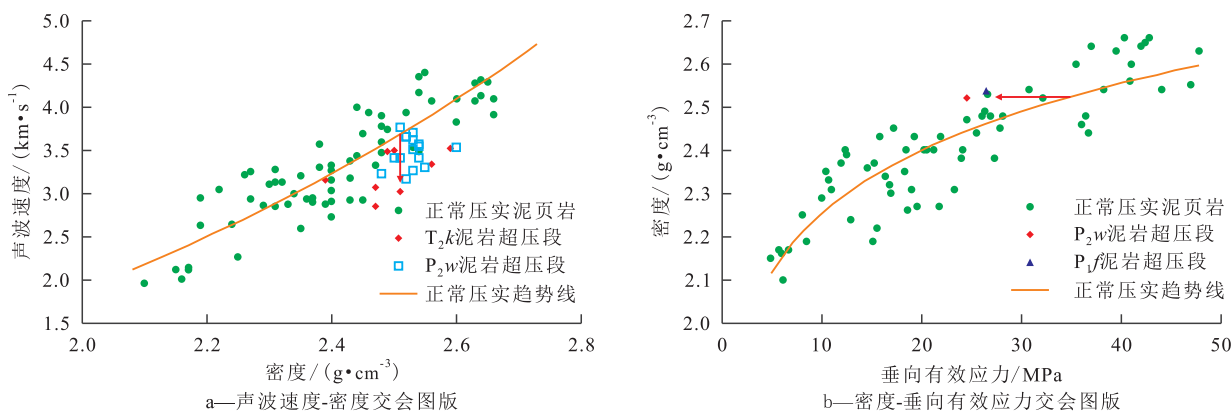 5.0
4.5
4.0
3.5
3.0
2.5
2.0
1.5
声波速度/(km•s⁻¹)
2.0
2.2
2.4
2.6
2.8
密度/(g•cm⁻³)
正常压实泥页岩
T₂k泥岩超压段
P₂w泥岩超压段
正常压实趋势线
a—声波速度-密度交会图版
2.7
2.6
2.5
2.4
2.3
2.2
2.1
2.0
密度/(g•cm⁻³)
0
10
20
30
40
50
垂向有效应力/MPa
正常压实泥页岩
P₂w泥岩超压段
P₁f泥岩超压段
正常压实趋势线
b—密度-垂向有效应力交会图版